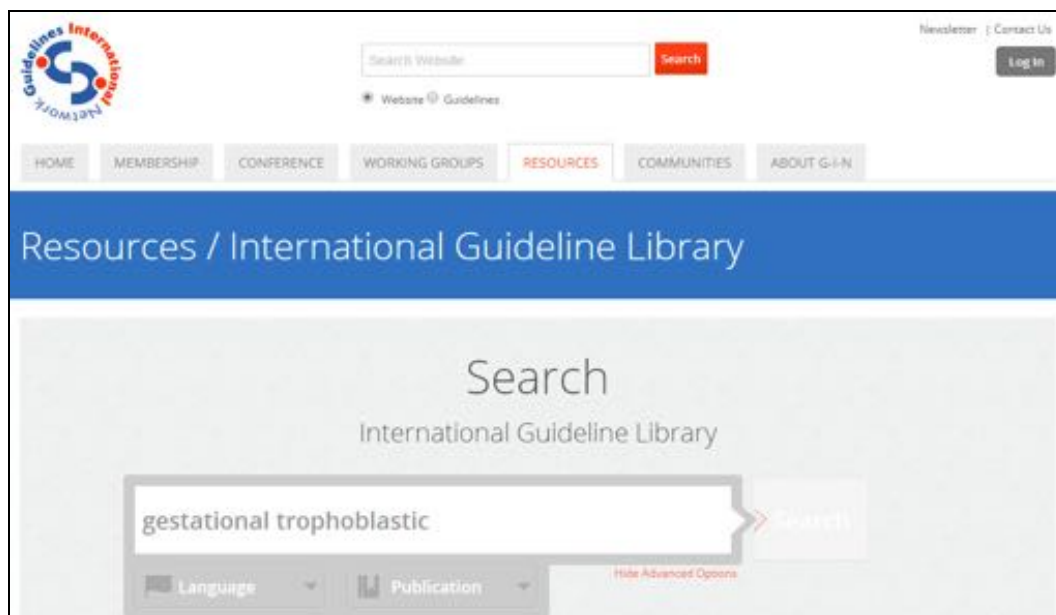 Guidelines International Network
Newsletter | Contact Us
Search Website
Search
Log In
Website Guidelines
HOME MEMBERSHIP CONFERENCE WORKING GROUPS RESOURCES COMMUNITIES ABOUT G-I-N
Resources / International Guideline Library
Search
International Guideline Library
gestational trophoblastic
Search
Hide Advanced Options
Language Publication